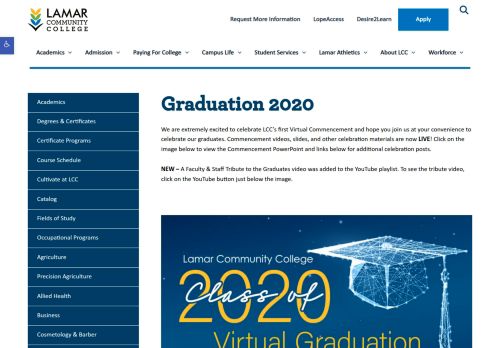 LAMAR
COMMUNITY
COLLEGE
Request More Information
LopeAccess
Desire2Learn
Apply
Academics
Admission
Paying For College
Campus Life
Student Services
Lamar Athletics
About LCC
Workforce
Academics
Degrees & Certificates
Certificate Programs
Course Schedule
Cultivate at LCC
Catalog
Fields of Study
Occupational Programs
Agriculture
Precision Agriculture
Allied Health
Business
Cosmetology & Barber
Graduation 2020
We are extremely excited to celebrate LCC's first Virtual Commencement and hope you join us at your convenience to
celebrate our graduates. Commencement videos, slides, and other celebration materials are now LIVE! Click on the
image below to view the Commencement PowerPoint and links below for additional celebration posts.
NEW – A Faculty & Staff Tribute to the Graduates video was added to the YouTube playlist. To see the tribute video,
click on the YouTube button just below the image.
Lamar Community College
2020
Class of
Virtual Graduation